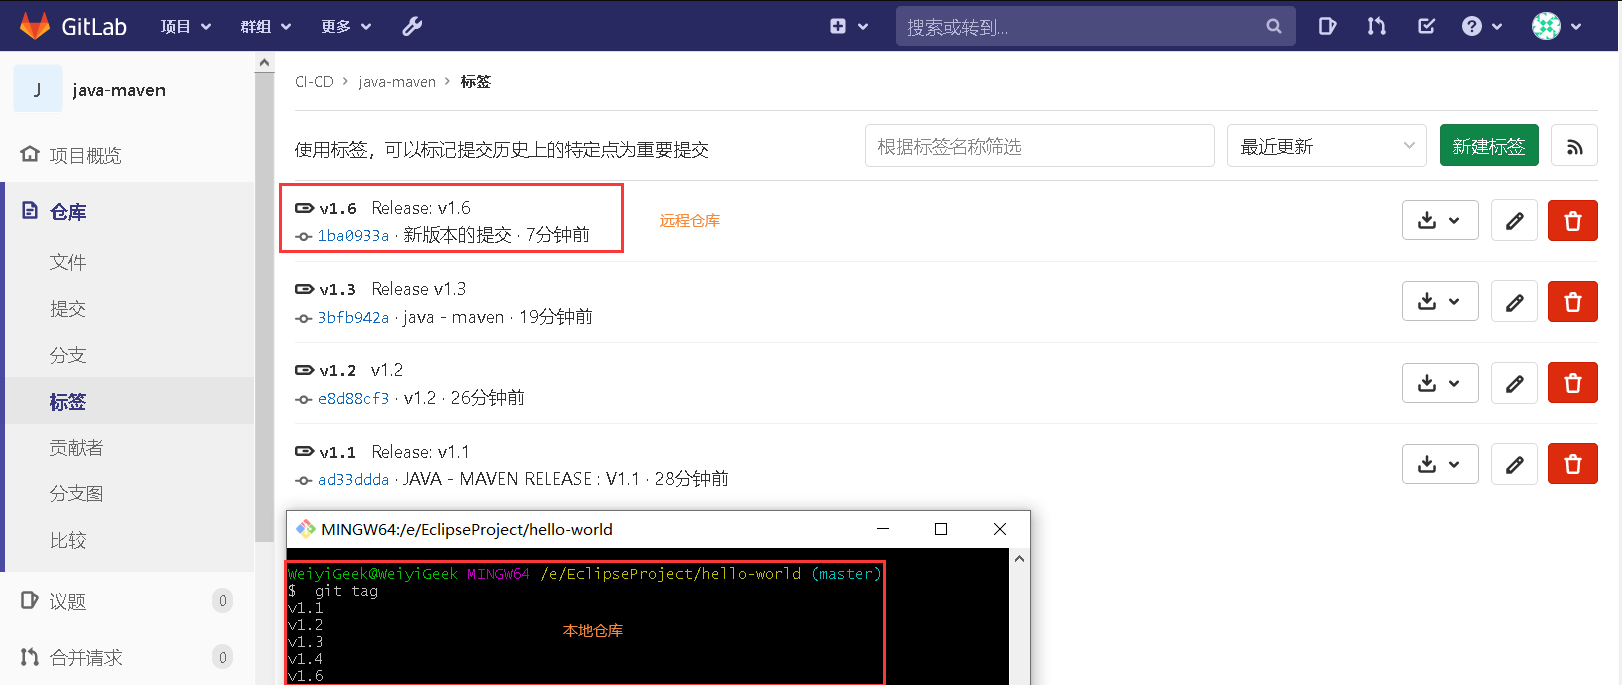 GitLab 项目 群组 更多 搜索或转到...
J java-maven
项目概览
仓库
文件
提交
分支
标签
贡献者
分支图
比较
议题 0
合并请求 0
CI-CD > java-maven > 标签
使用标签，可以标记提交历史上的特定点为重要提交 根据标签名称筛选 最近更新 新建标签
v1.6 Release: v1.6
1ba0933a · 新版本的提交 · 7分钟前
远程仓库
v1.3 Release v1.3
3bfb942a · java - maven · 19分钟前
v1.2 v1.2
e8d88cf3 · v1.2 · 26分钟前
v1.1 Release: v1.1
ad33ddda · JAVA - MAVEN RELEASE : V1.1 · 28分钟前
MINGW64:/e/EclipseProject/hello-world
WeiyiGeek@WeiyiGeek MINGW64 /e/EclipseProject/hello-world (master)
$ git tag
v1.1
v1.2
v1.3
v1.4
v1.6
本地仓库